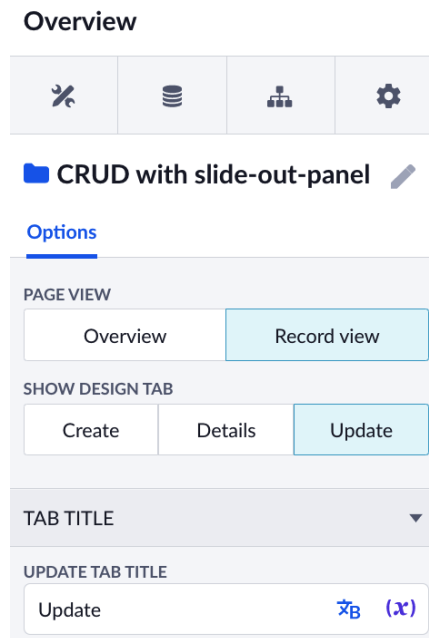 Overview
CRUD with slide-out-panel
Options
PAGE VIEW
Overview Record view
SHOW DESIGN TAB
Create Details Update
TAB TITLE
UPDATE TAB TITLE
Update (x)